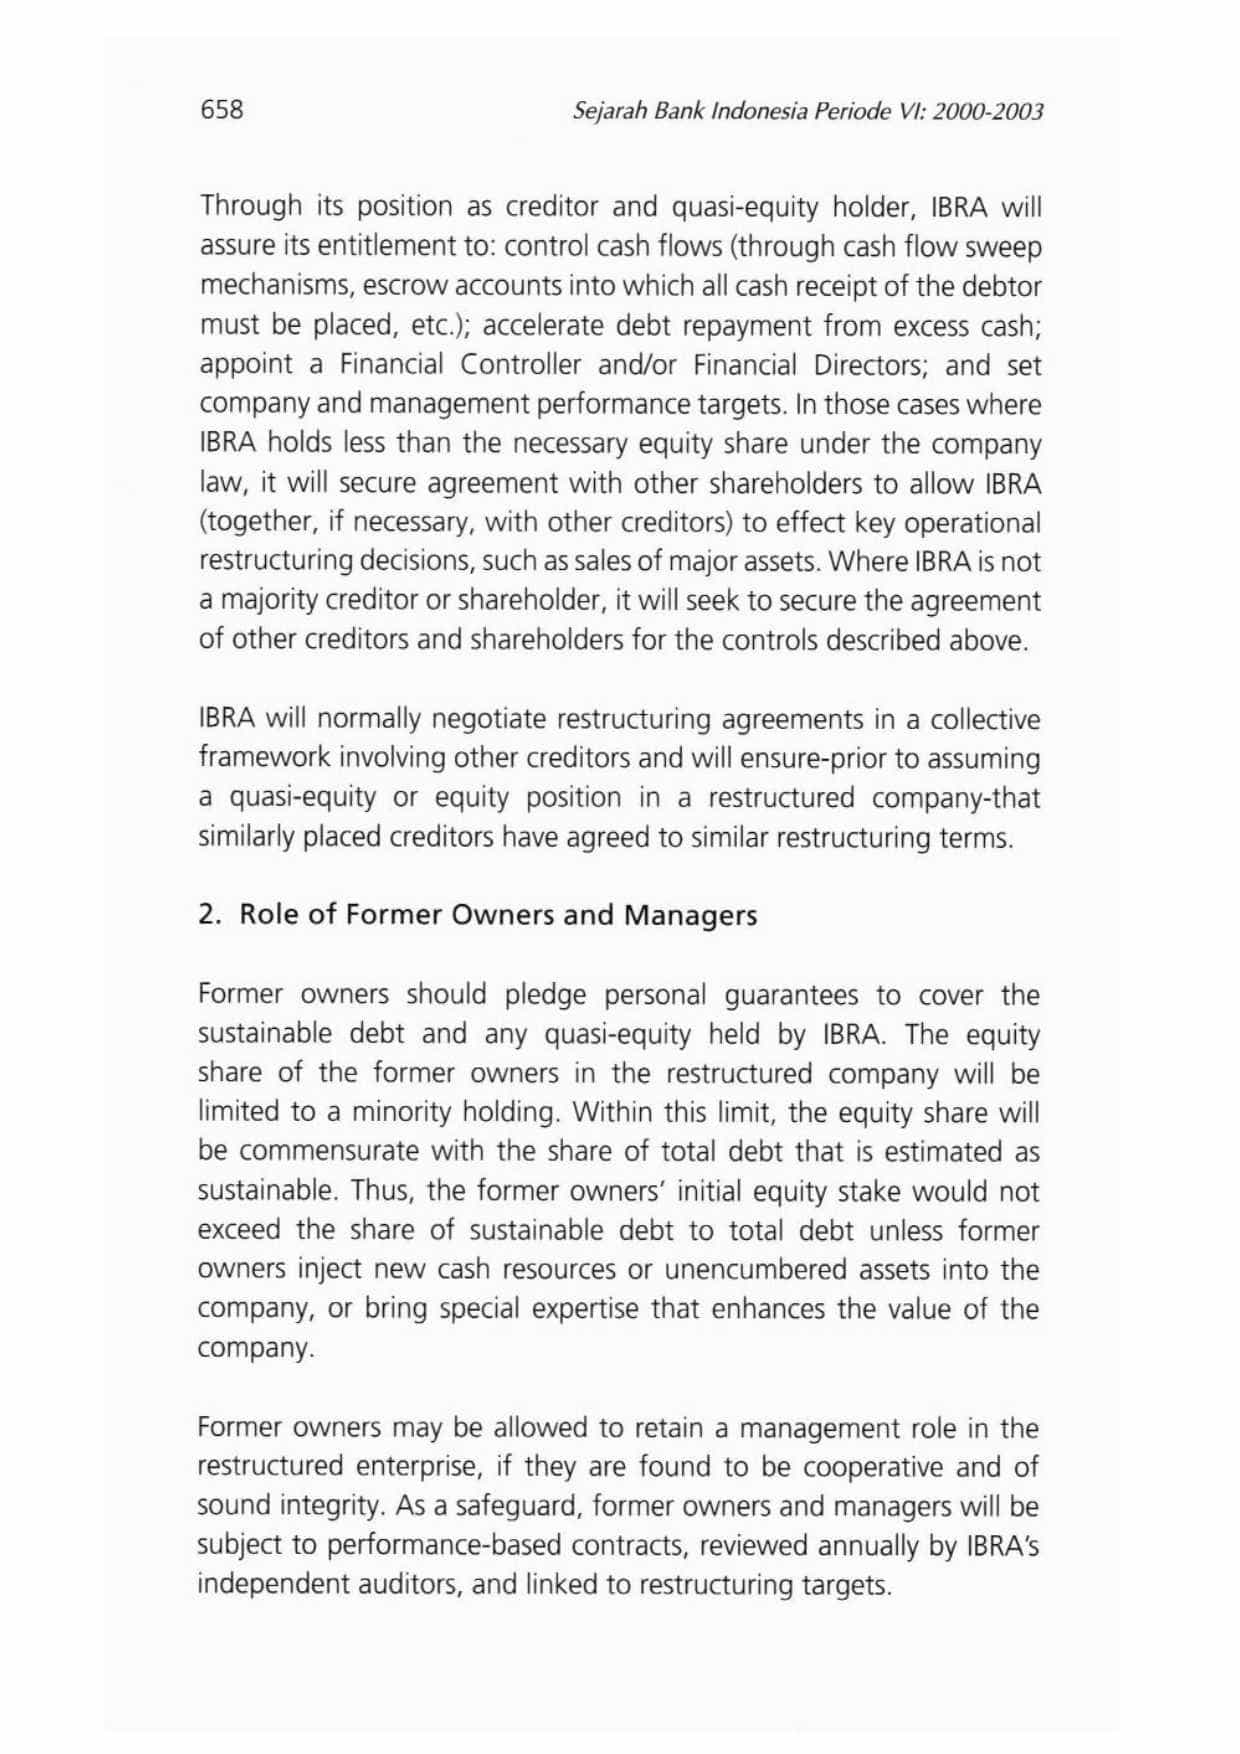 658
Sejarah Bank Indonesia Periode VI: 2000-2003
Through its position as creditor and quasi-equity holder, IBRA will
assure its entitlement to: control cash flows (through cash flow sweep
mechanisms, escrow accounts into which all cash receipt of the debtor
must be placed, etc.); accelerate debt repayment from excess cash;
appoint a Financial Controller and/or Financial Directors; and set
company and management performance targets. In those cases where
IBRA holds less than the necessary equity share under the company
law, it will secure agreement with other shareholders to allow IBRA
(together, if necessary, with other creditors) to effect key operational
restructuring decisions, such as sales of major assets. Where IBRA is not
a majority creditor or shareholder, it will seek to secure the agreement
of other creditors and shareholders for the controls described above.
IBRA will normally negotiate restructuring agreements in a collective
framework involving other creditors and will ensure-prior to assuming
a quasi-equity or equity position in a restructured company-that
similarly placed creditors have agreed to similar restructuring terms.
2. Role of Former Owners and Managers
Former owners should pledge personal guarantees to cover the
sustainable debt and any quasi-equity held by IBRA. The equity
share of the former owners in the restructured company will be
limited to a minority holding. Within this limit, the equity share will
be commensurate with the share of total debt that is estimated as
sustainable. Thus, the former owners' initial equity stake would not
exceed the share of sustainable debt to total debt unless former
owners inject new cash resources or unencumbered assets into the
company, or bring special expertise that enhances the value of the
company.
Former owners may be allowed to retain a management role in the
restructured enterprise, if they are found to be cooperative and of
sound integrity. As a safeguard, former owners and managers will be
subject to performance-based contracts, reviewed annually by IBRA's
independent auditors, and linked to restructuring targets.